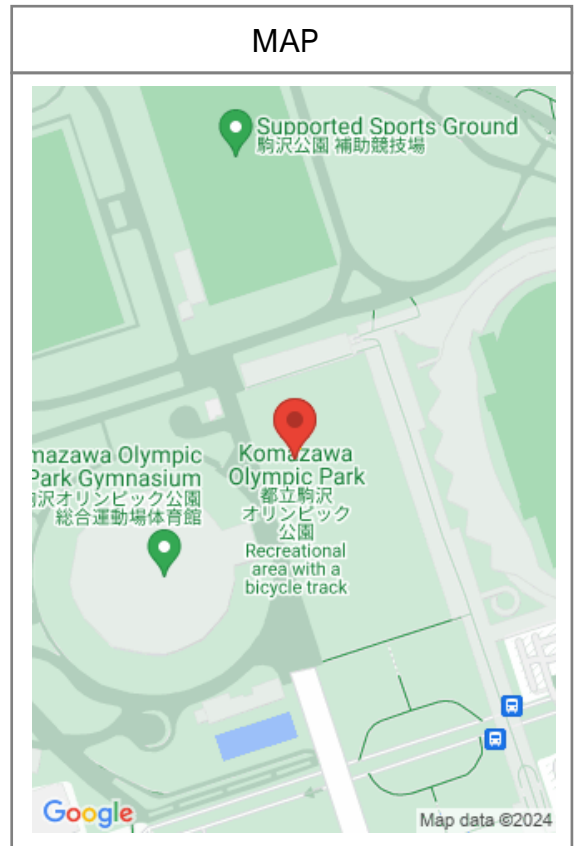 MAP
Supported Sports Ground
駒沢公園 補助競技場
mazawa Olympic
Park Gymnasium
沢オリンピック公園
総合運動場体育館
Komazawa
Olympic Park
都立駒沢
オリンピック
公園
Recreational
area with a
bicycle track
Google
Map data ©2024